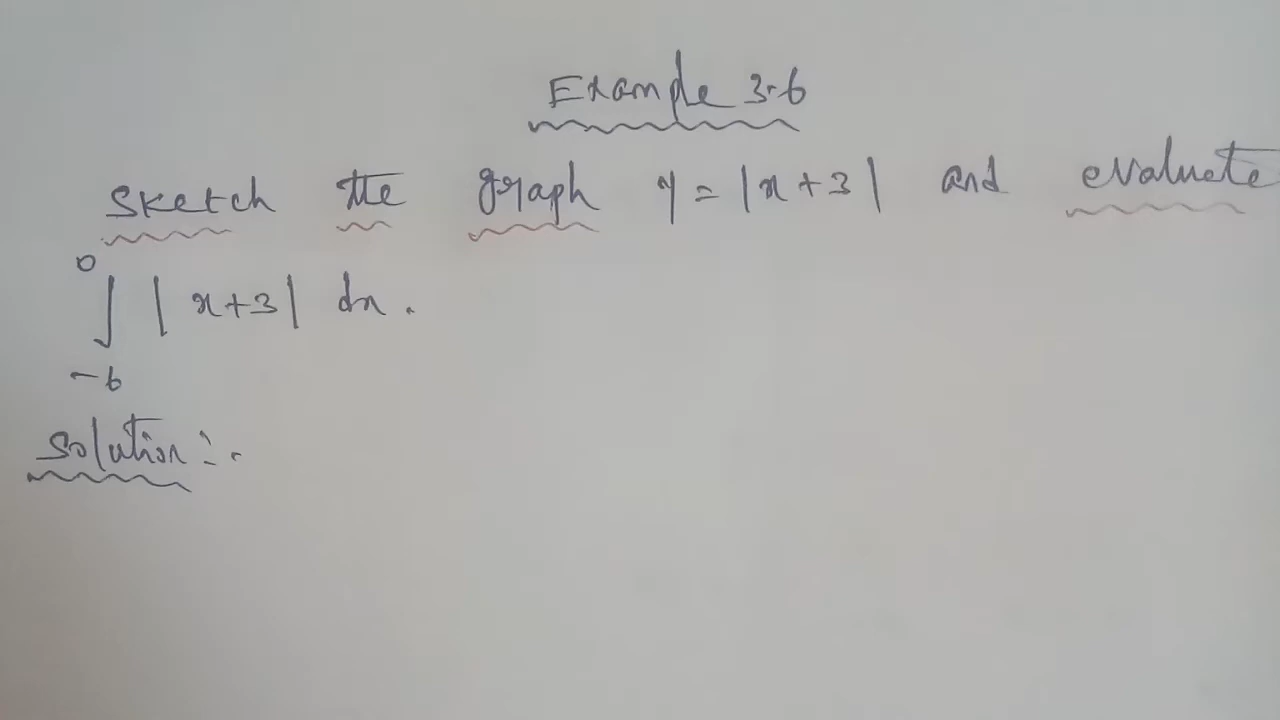 Example 3.6
Sketch the graph y = |x+3| and evaluate
0
∫ |x+3| dx.
-6
Solution:-